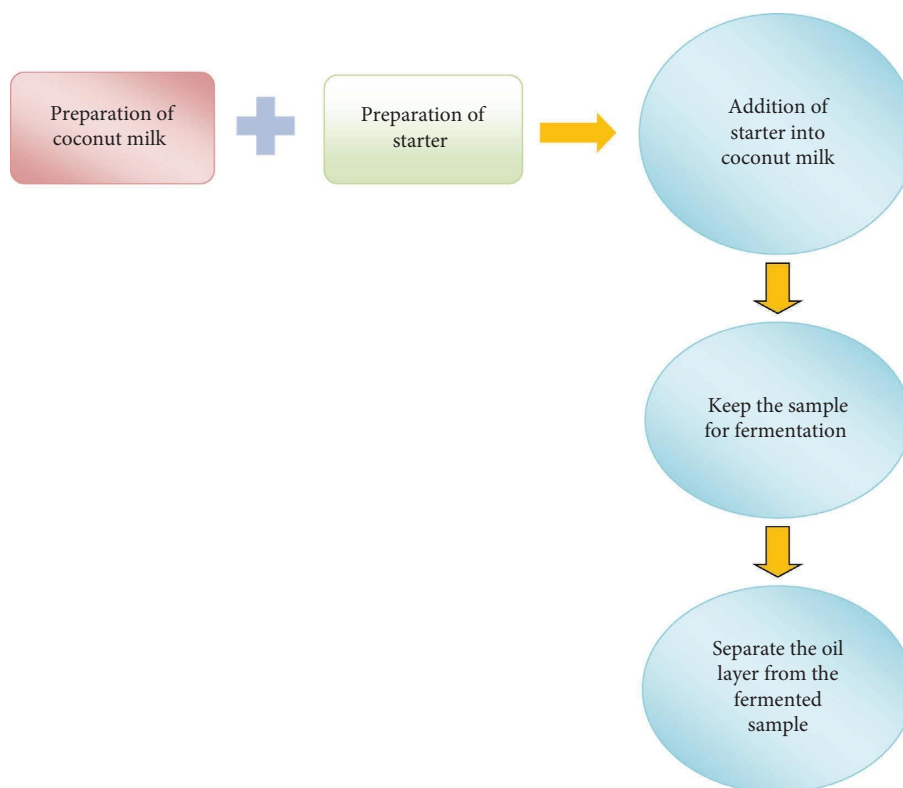 Preparation of
coconut milk
Preparation of
starter
Addition of
starter into
coconut milk
Keep the sample
for fermentation
Separate the oil
layer from the
fermented
sample